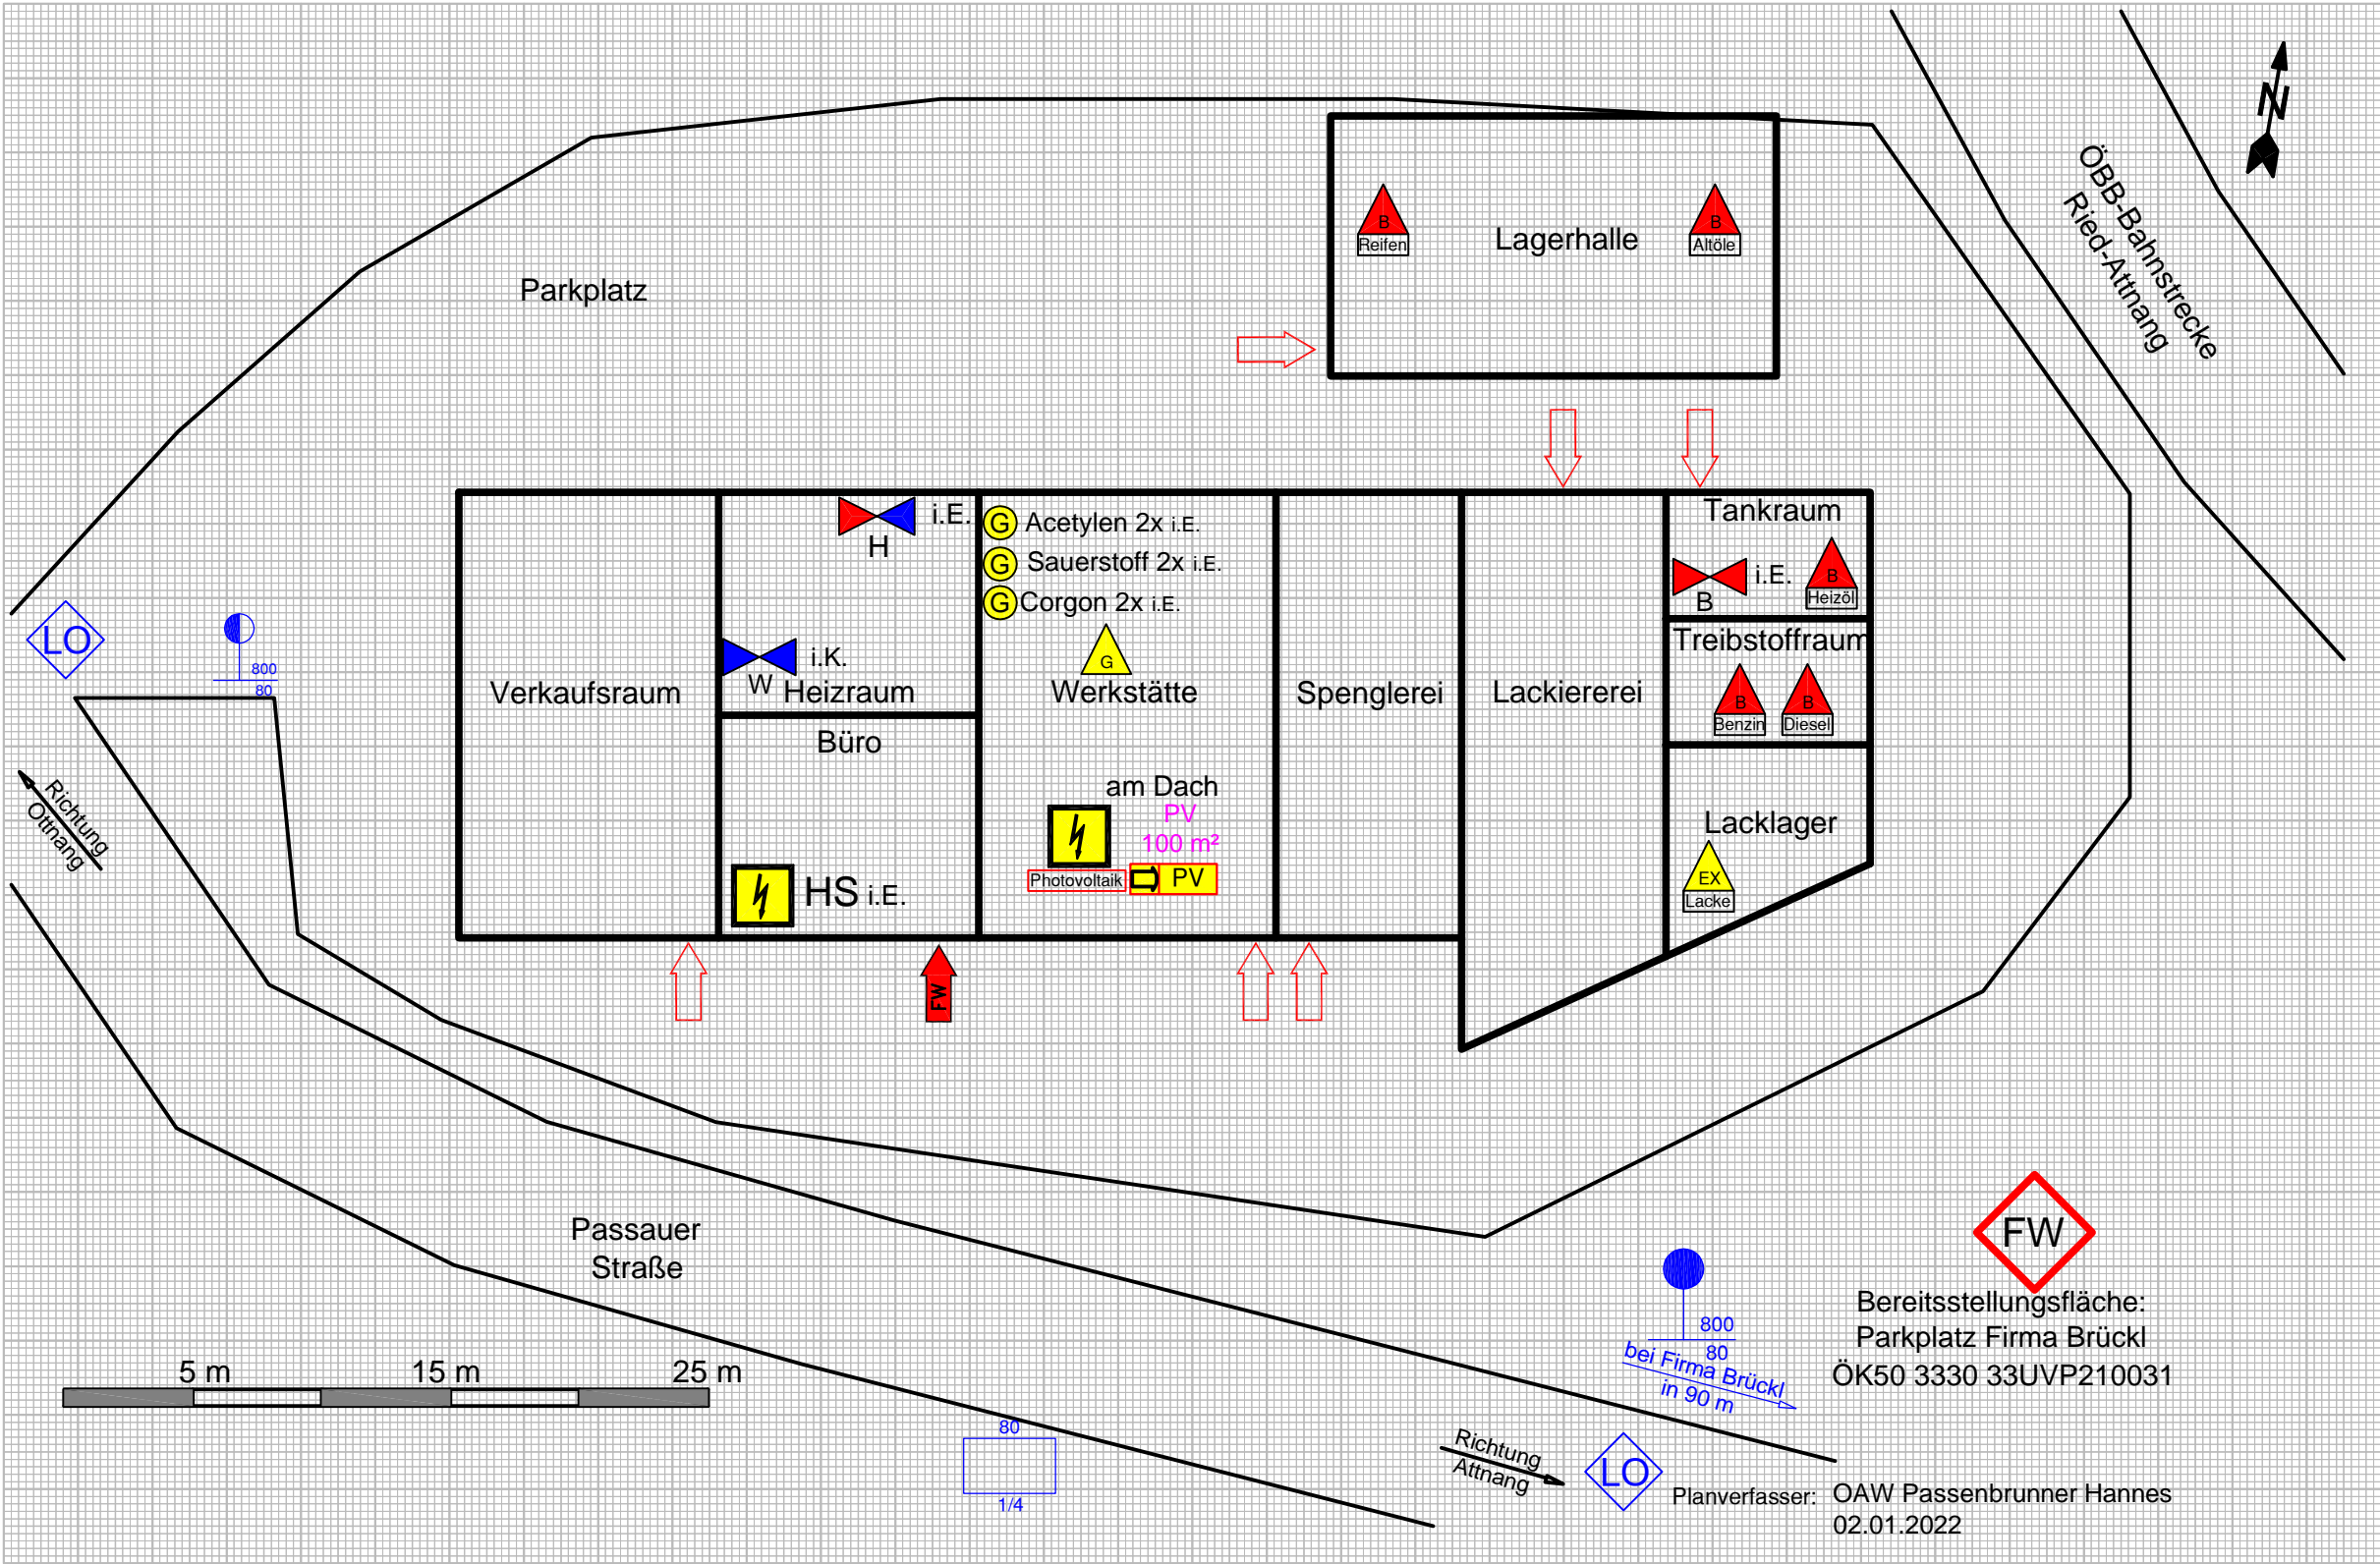 N
ÖBB-Bahnstrecke
Ried-Attnang
B
Reifen
Lagerhalle
B
Altöle
Parkplatz
LO
800
80
Richtung
Ottnang
Verkaufsraum
H
i.E.
i.K.
W
Heizraum
Büro
HS i.E.
G Acetylen 2x i.E.
G Sauerstoff 2x i.E.
G Corgon 2x i.E.
G
Werkstätte
am Dach
PV
100 m²
Photovoltaik
PV
Spenglerei
Lackiererei
Tankraum
B
i.E.
B
Heizöl
Treibstoffraum
B
Benzin
B
Diesel
Lacklager
EX
Lacke
FW
Passauer
Straße
5 m
15 m
25 m
80
1/4
Richtung
Attnang
LO
800
80
bei Firma Brückl
in 90 m
FW
Bereitsstellungsfläche:
Parkplatz Firma Brückl
ÖK50 3330 33UVP210031
Planverfasser: OAW Passenbrunner Hannes
02.01.2022